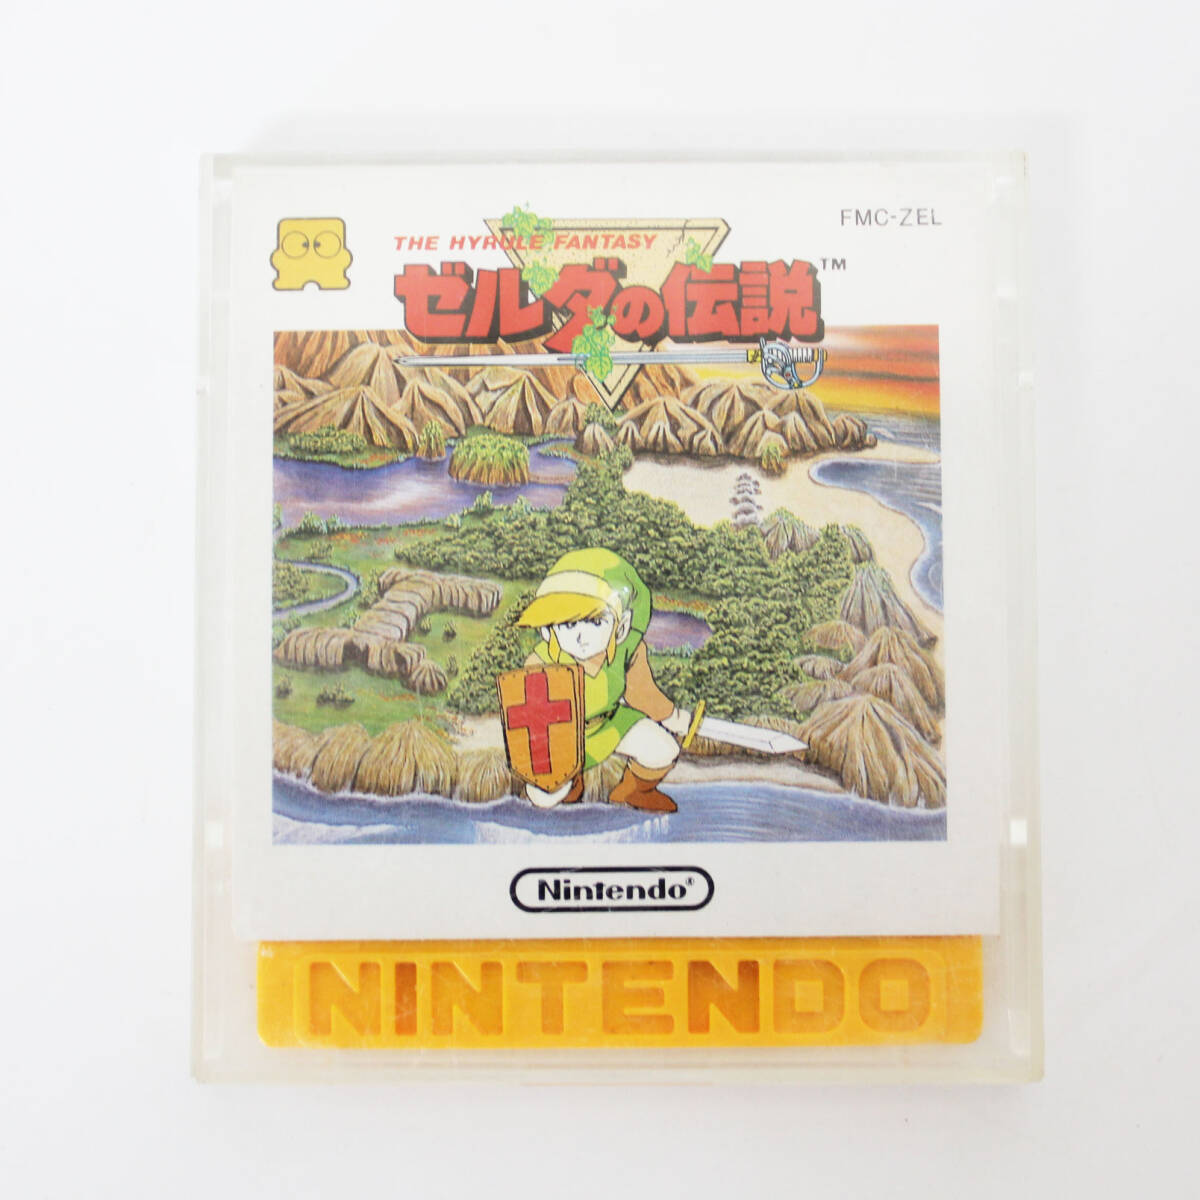 FMC-ZEL
THE HYRULE FANTASY
ゼルダの伝説™
Nintendo®
NINTENDO